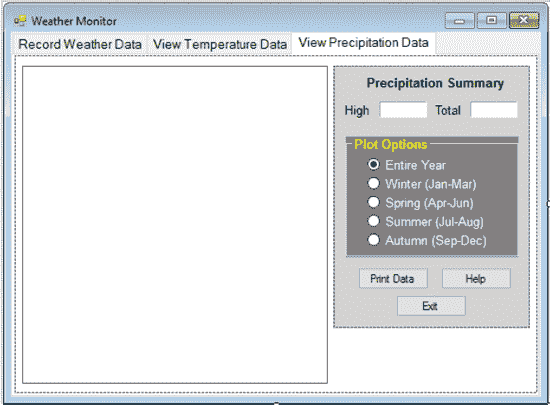 Weather Monitor
Record Weather Data View Temperature Data View Precipitation Data
Precipitation Summary
High Total
Plot Options
Entire Year
Winter (Jan-Mar)
Spring (Apr-Jun)
Summer (Jul-Aug)
Autumn (Sep-Dec)
Print Data Help
Exit